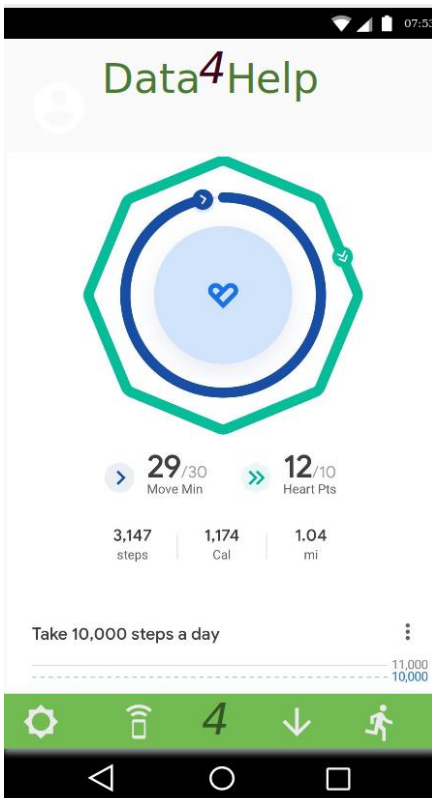 07:53
Data4Help
29/30 12/10
Move Min Heart Pts
3,147 1,174 1.04
steps Cal mi
Take 10,000 steps a day
11,000
10,000
4